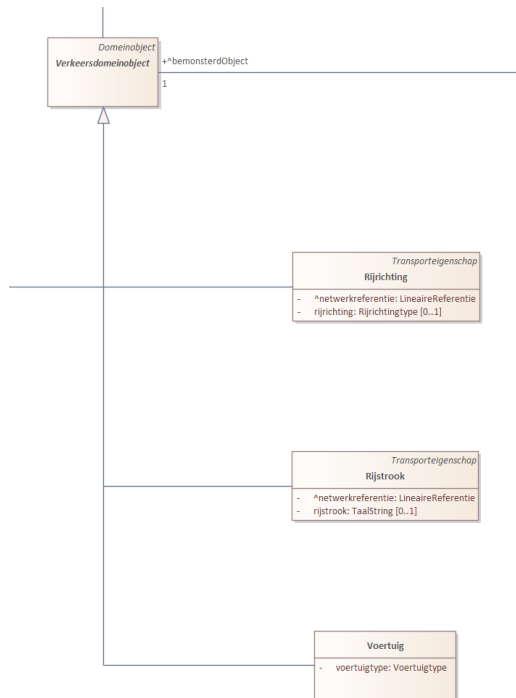 Domeinobject
Verkeersdomeinobject
+^bemonsterdObject
1
Transporteigenschap
Rijrichting
- ^netwerkreferentie: LineaireReferentie
- rijrichting: Rijrichtingtype [0..1]
Transporteigenschap
Rijstrook
- ^netwerkreferentie: LineaireReferentie
- rijstrook: TaalString [0..1]
Voertuig
- voertuigtype: Voertuigtype